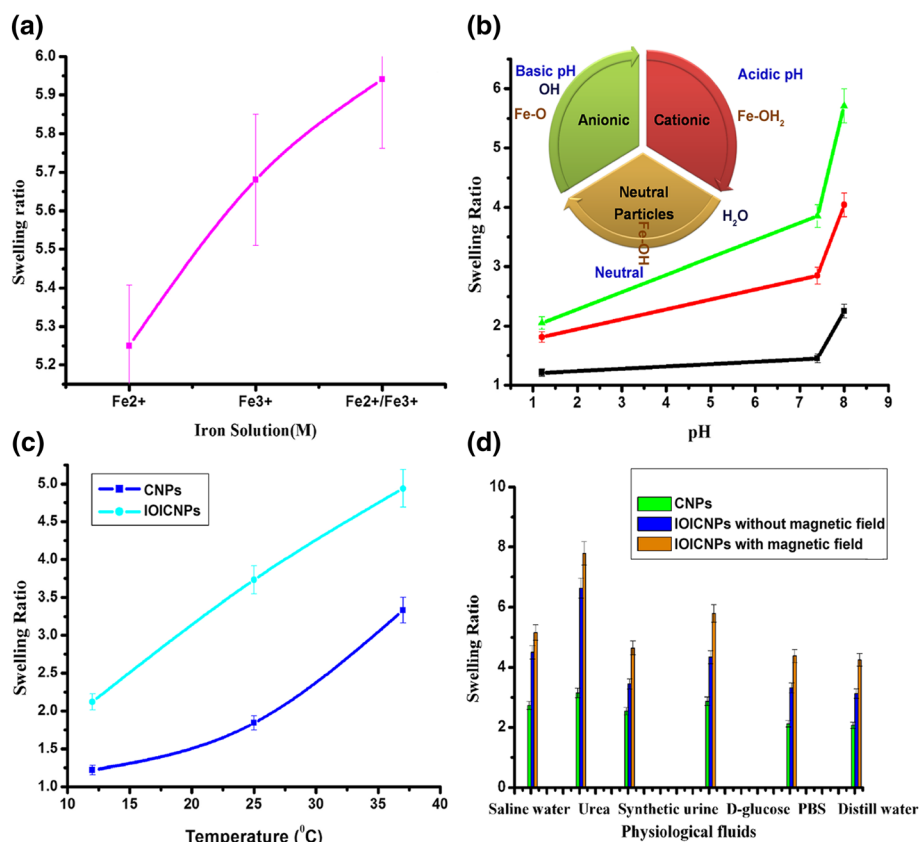 (a)
6.0
5.9
5.8
5.7
5.6
5.5
5.4
5.3
5.2
Swelling ratio
Fe2+
Fe3+
Fe2+/Fe3+
Iron Solution(M)
(b)
6
5
4
3
2
1
Swelling Ratio
Basic pH
OH
Fe-O
Anionic
Cationic
Acidic pH
Fe-OH2
Neutral
Particles
Fe-OH
H2O
Neutral
0
1
2
3
4
5
6
7
8
9
pH
(c)
5.0
4.5
4.0
3.5
3.0
2.5
2.0
1.5
1.0
Swelling Ratio
CNPs
IOICNPs
10
15
20
25
30
35
40
Temperature (0C)
(d)
10
8
6
4
2
0
Swelling Ratio
CNPs
IOICNPs without magnetic field
IOICNPs with magnetic field
Saline water
Urea
Synthetic urine
D-glucose
PBS
Distill water
Physiological fluids